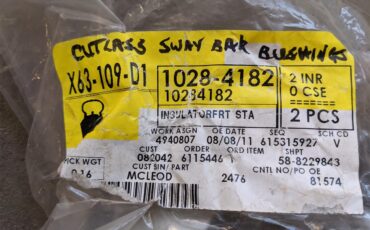 CUTLASS SWAY BAR BUSHINGS
X63-109-D1
1028-4182
10284182
INSULATORFRT STA
2 INR
0 CSE
2 PCS
WORK ASGN OE DATE SEQ SCH CD
4940807 08/08/11 615315927 V
CUST ORDER ORD ITEM SHPT
082042 6115446 58-8229843
PICK WGT CUST BIN/ PART CNTL NO/PO OE
0.16 MCLEOD 2476 81574